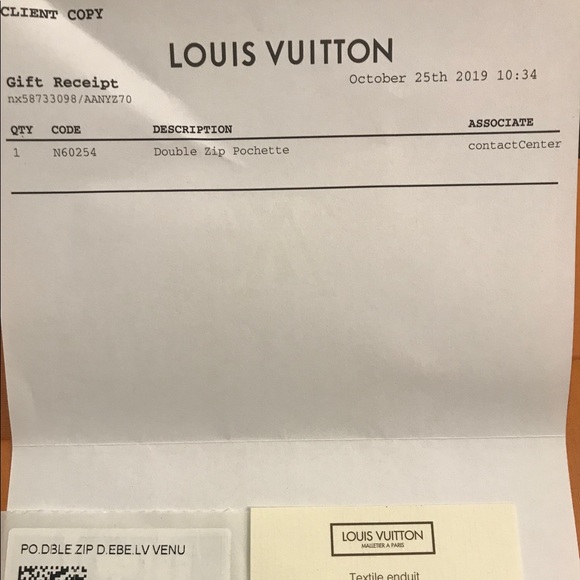 CLIENT COPY
LOUIS VUITTON
Gift Receipt
October 25th 2019 10:34
nx58733098/AANYZ70
QTY CODE DESCRIPTION ASSOCIATE
1 N60254 Double Zip Pochette contactCenter
PO.DBLE ZIP D.EBE.LV VENU
LOUIS VUITTON
MALLETIER A PARIS
Textile enduit